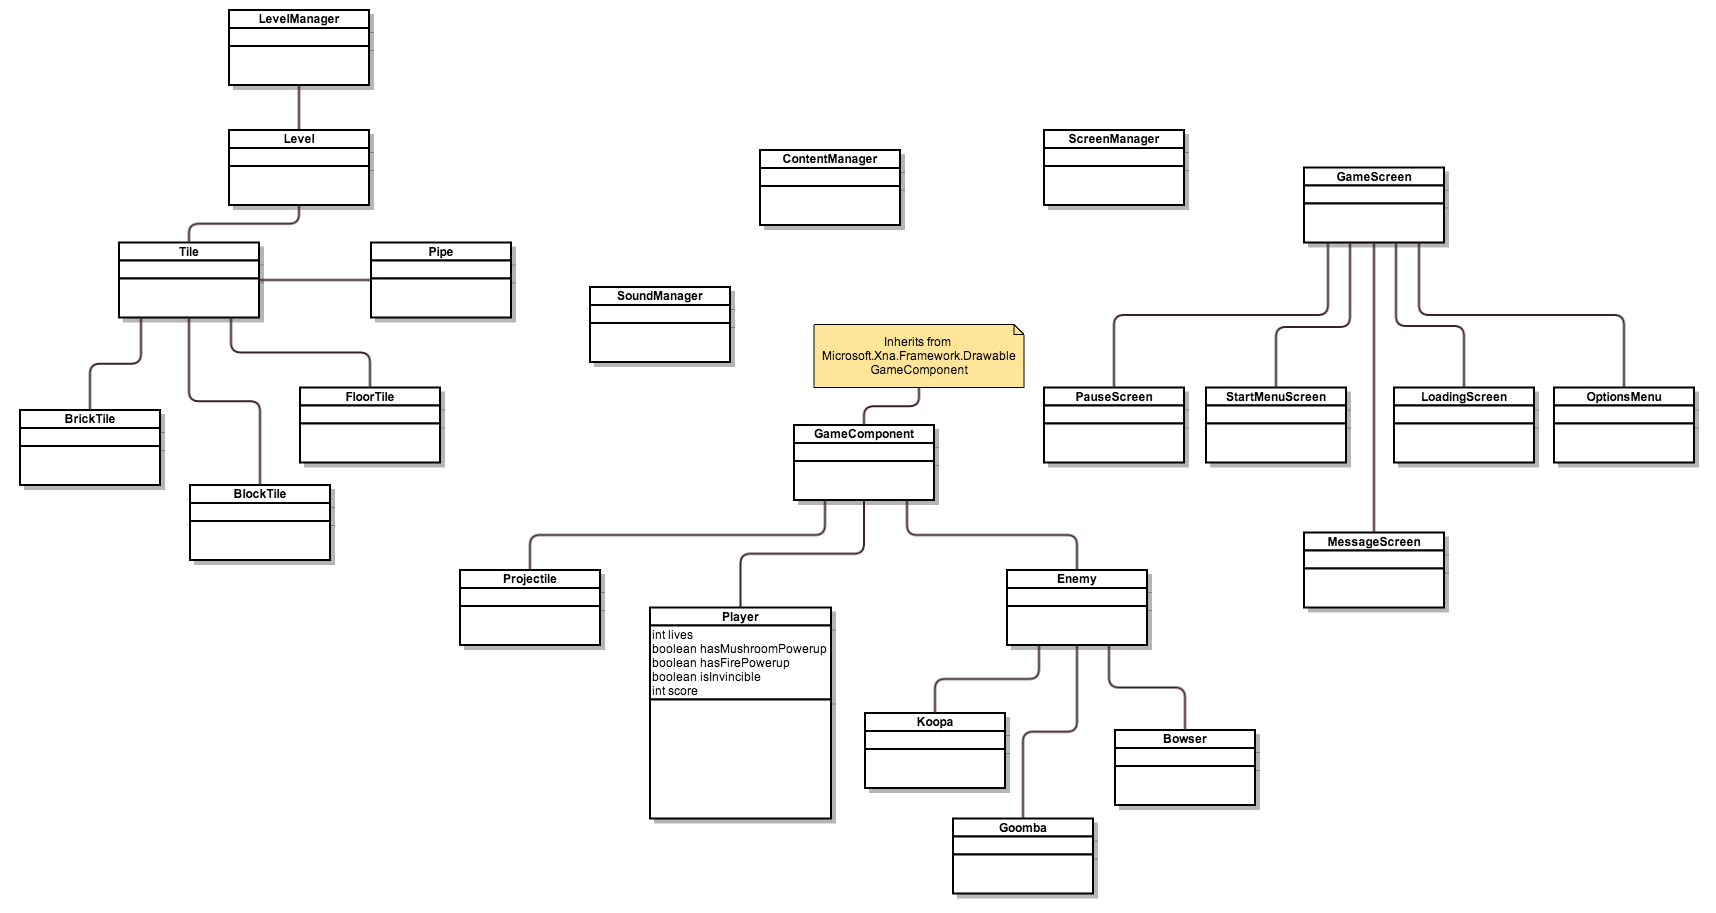 LevelManager
Level
ContentManager
ScreenManager
GameScreen
Tile
Pipe
SoundManager
Inherits from
Microsoft.Xna.Framework.Drawable
GameComponent
BrickTile
FloorTile
BlockTile
GameComponent
PauseScreen
StartMenuScreen
LoadingScreen
OptionsMenu
MessageScreen
Projectile
Player
int lives
boolean hasMushroomPowerup
boolean hasFirePowerup
boolean isInvincible
int score
Enemy
Koopa
Bowser
Goomba